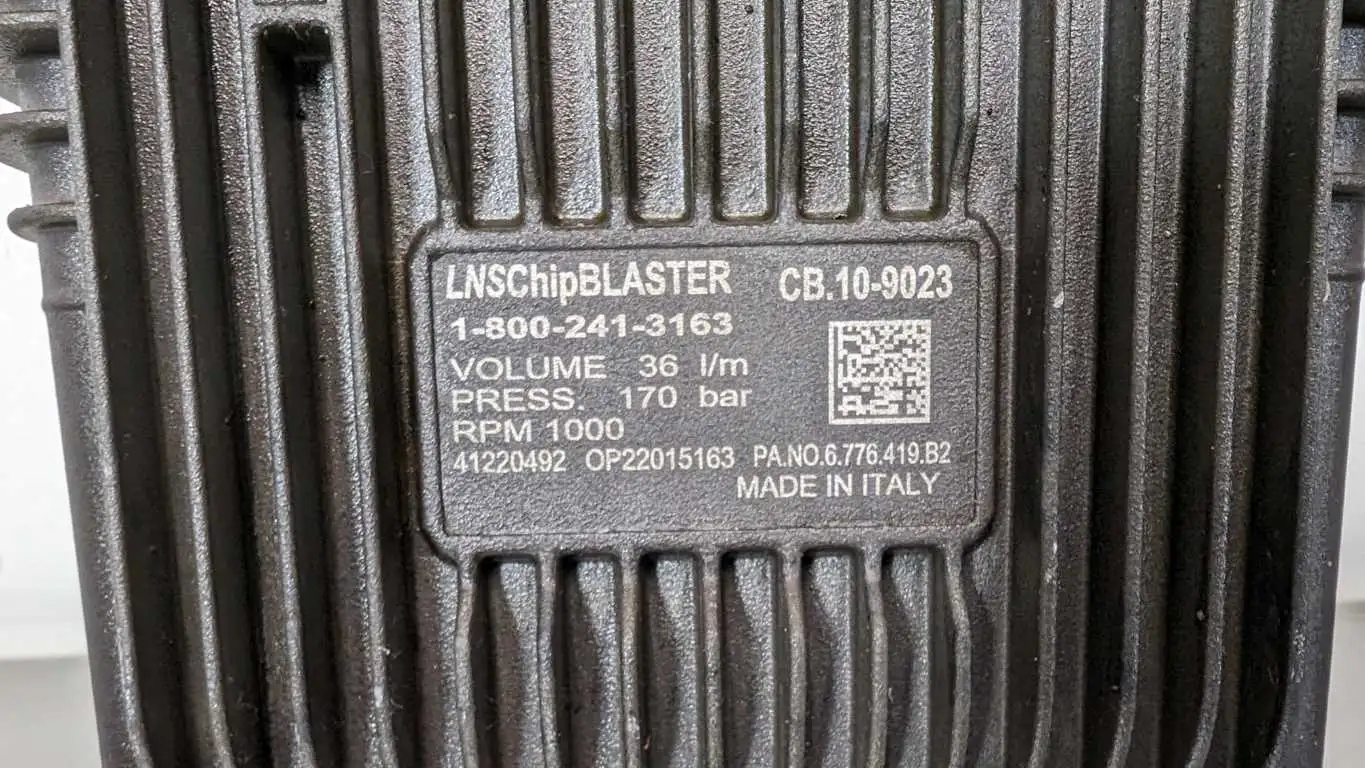 LNSChipBLASTER CB.10-9023
1-800-241-3163
VOLUME 36 l/m
PRESS. 170 bar
RPM 1000
41220492 OP22015163 PA.NO.6.776.419.B2
MADE IN ITALY